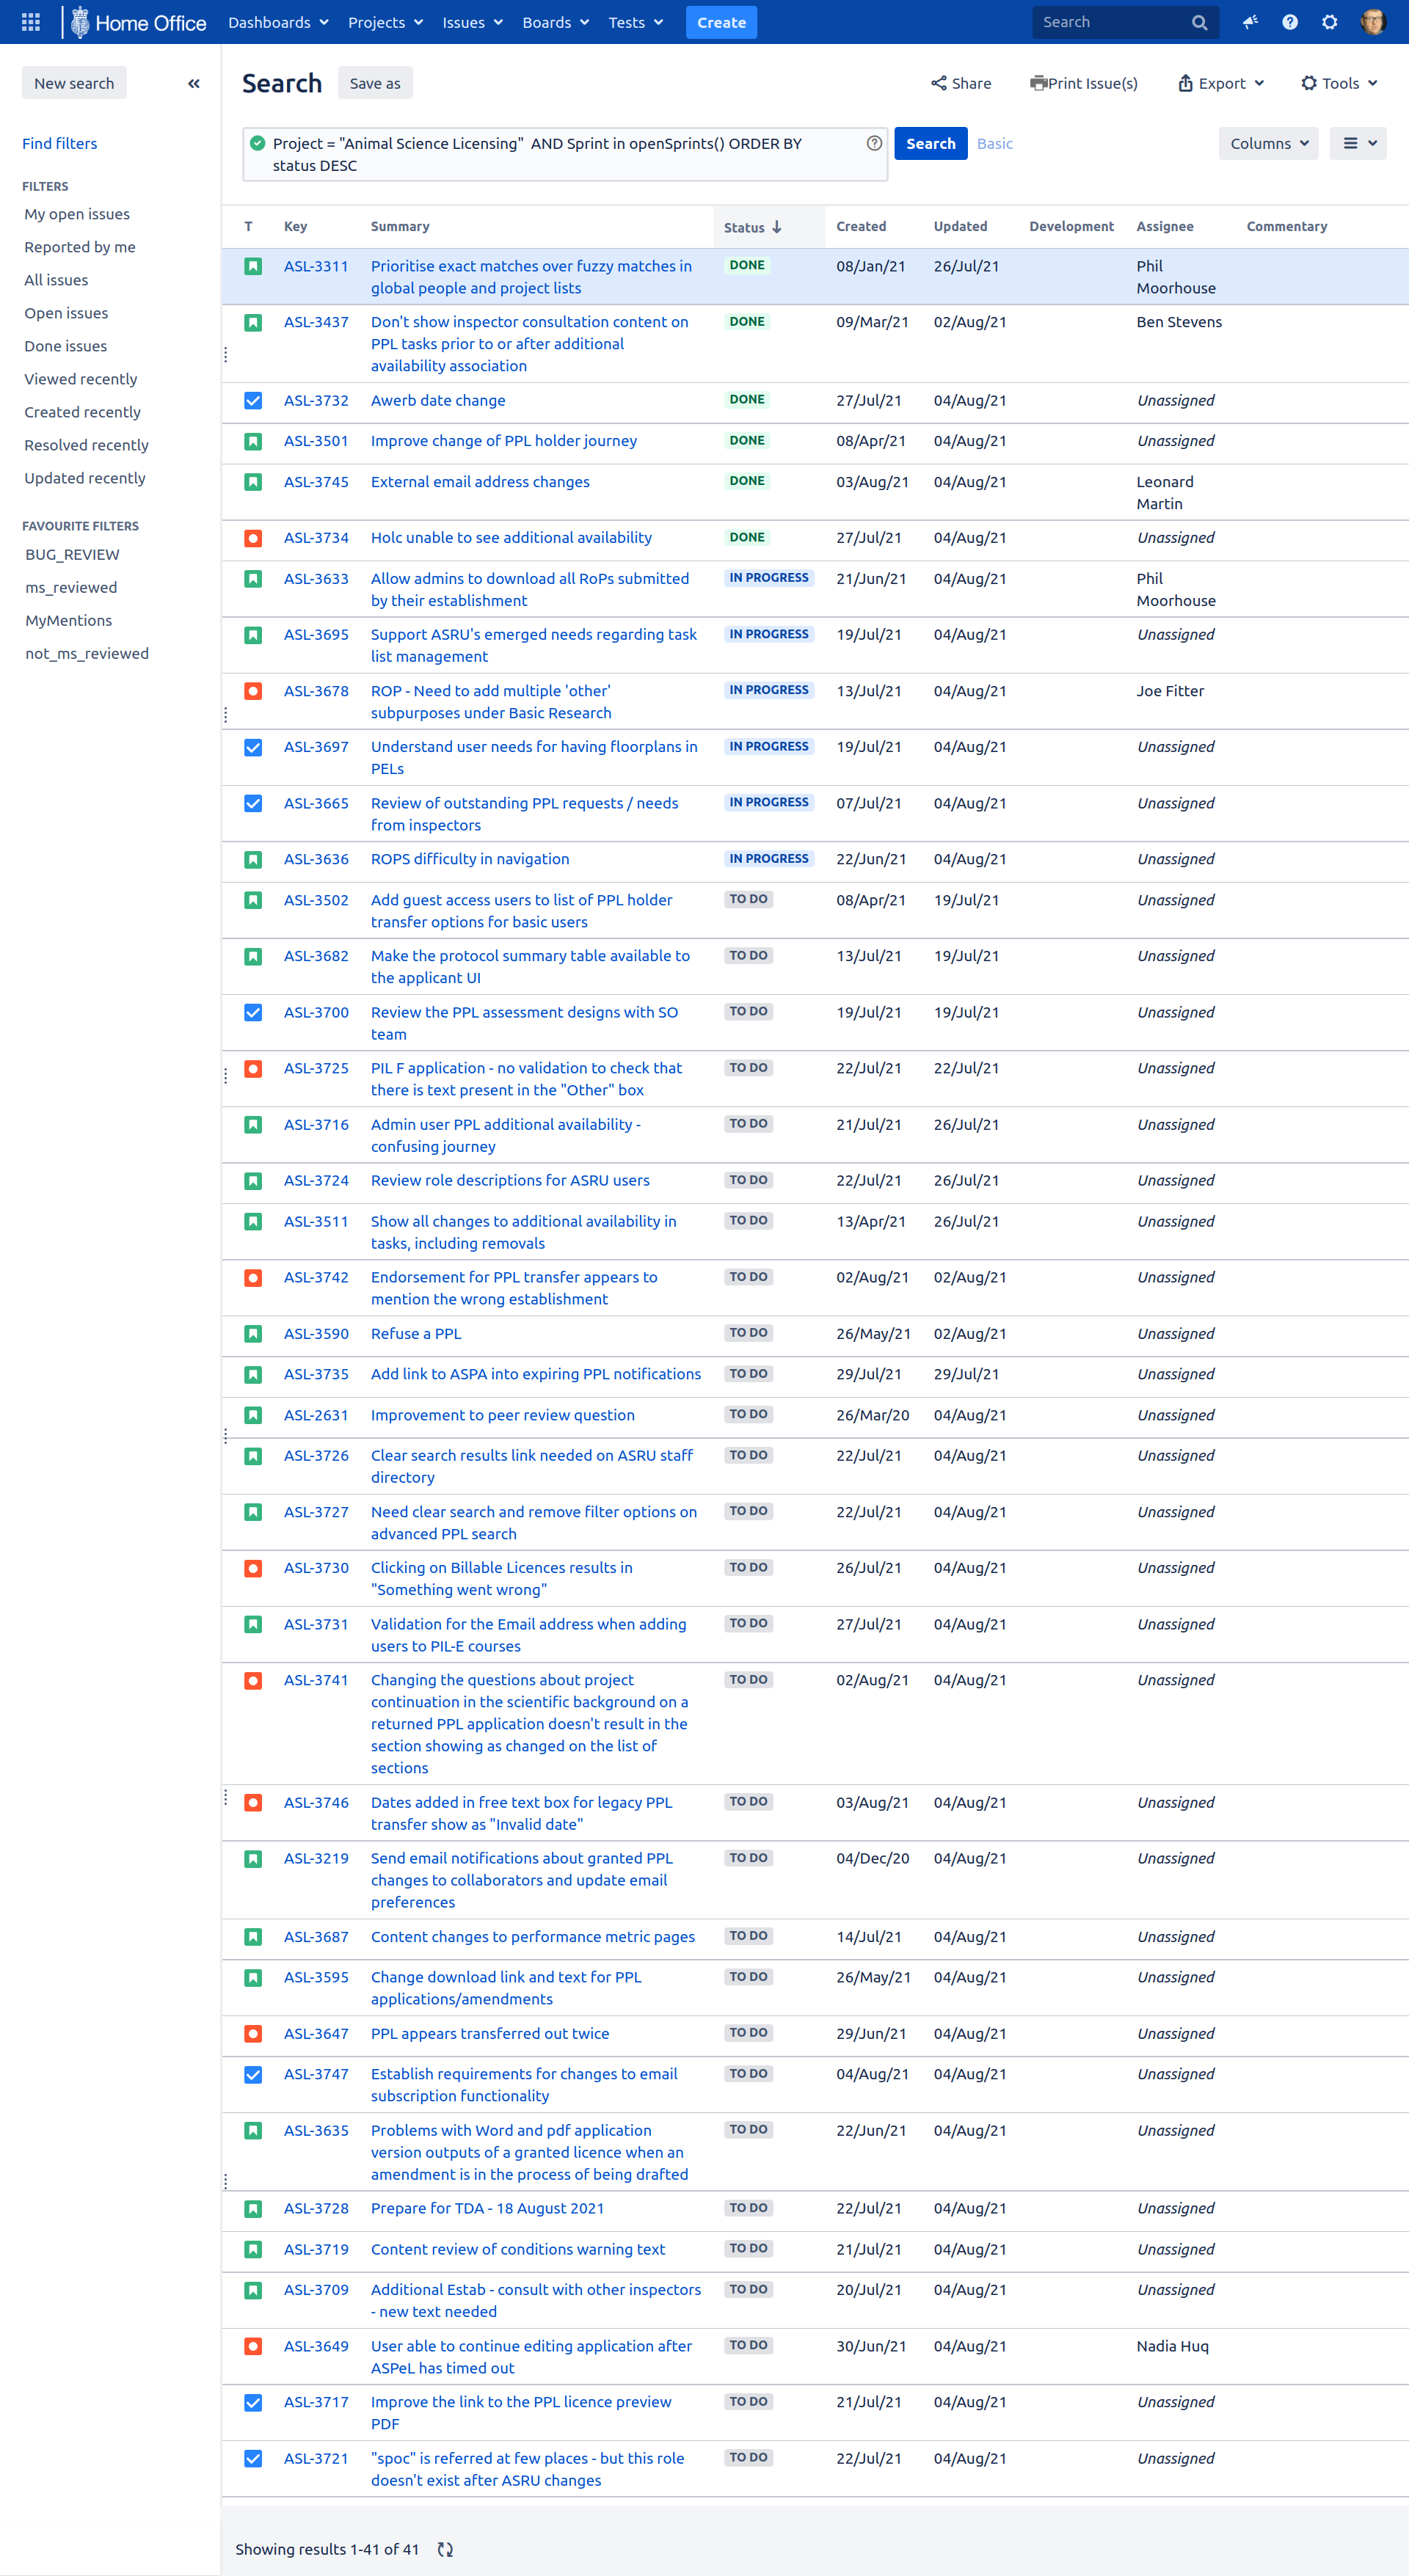 Home Office Dashboards Projects Issues Boards Tests Create Search
New search
Find filters
FILTERS
My open issues
Reported by me
All issues
Open issues
Done issues
Viewed recently
Created recently
Resolved recently
Updated recently
FAVOURITE FILTERS
BUG_REVIEW
ms_reviewed
MyMentions
not_ms_reviewed
Search Save as Share Print Issue(s) Export Tools
Project = "Animal Science Licensing" AND Sprint in openSprints() ORDER BY
status DESC
Search Basic Columns
T Key Summary Status Created Updated Development Assignee Commentary
ASL-3311 Prioritise exact matches over fuzzy matches in DONE 08/Jan/21 26/Jul/21 Phil
global people and project lists Moorhouse
ASL-3437 Don't show inspector consultation content on DONE 09/Mar/21 02/Aug/21 Ben Stevens
PPL tasks prior to or after additional
availability association
ASL-3732 Awerb date change DONE 27/Jul/21 04/Aug/21 Unassigned
ASL-3501 Improve change of PPL holder journey DONE 08/Apr/21 04/Aug/21 Unassigned
ASL-3745 External email address changes DONE 03/Aug/21 04/Aug/21 Leonard
Martin
ASL-3734 Holc unable to see additional availability DONE 27/Jul/21 04/Aug/21 Unassigned
ASL-3633 Allow admins to download all RoPs submitted IN PROGRESS 21/Jun/21 04/Aug/21 Phil
by their establishment Moorhouse
ASL-3695 Support ASRU's emerged needs regarding task IN PROGRESS 19/Jul/21 04/Aug/21 Unassigned
list management
ASL-3678 ROP - Need to add multiple 'other' IN PROGRESS 13/Jul/21 04/Aug/21 Joe Fitter
subpurposes under Basic Research
ASL-3697 Understand user needs for having floorplans in IN PROGRESS 19/Jul/21 04/Aug/21 Unassigned
PELs
ASL-3665 Review of outstanding PPL requests / needs IN PROGRESS 07/Jul/21 04/Aug/21 Unassigned
from inspectors
ASL-3636 ROPS difficulty in navigation IN PROGRESS 22/Jun/21 04/Aug/21 Unassigned
ASL-3502 Add guest access users to list of PPL holder TO DO 08/Apr/21 19/Jul/21 Unassigned
transfer options for basic users
ASL-3682 Make the protocol summary table available to TO DO 13/Jul/21 19/Jul/21 Unassigned
the applicant UI
ASL-3700 Review the PPL assessment designs with SO TO DO 19/Jul/21 19/Jul/21 Unassigned
team
ASL-3725 PIL F application - no validation to check that TO DO 22/Jul/21 22/Jul/21 Unassigned
there is text present in the "Other" box
ASL-3716 Admin user PPL additional availability - TO DO 21/Jul/21 26/Jul/21 Unassigned
confusing journey
ASL-3724 Review role descriptions for ASRU users TO DO 22/Jul/21 26/Jul/21 Unassigned
ASL-3511 Show all changes to additional availability in TO DO 13/Apr/21 26/Jul/21 Unassigned
tasks, including removals
ASL-3742 Endorsement for PPL transfer appears to TO DO 02/Aug/21 02/Aug/21 Unassigned
mention the wrong establishment
ASL-3590 Refuse a PPL TO DO 26/May/21 02/Aug/21 Unassigned
ASL-3735 Add link to ASPA into expiring PPL notifications TO DO 29/Jul/21 29/Jul/21 Unassigned
ASL-2631 Improvement to peer review question TO DO 26/Mar/20 04/Aug/21 Unassigned
ASL-3726 Clear search results link needed on ASRU staff TO DO 22/Jul/21 04/Aug/21 Unassigned
directory
ASL-3727 Need clear search and remove filter options on TO DO 22/Jul/21 04/Aug/21 Unassigned
advanced PPL search
ASL-3730 Clicking on Billable Licences results in TO DO 26/Jul/21 04/Aug/21 Unassigned
"Something went wrong"
ASL-3731 Validation for the Email address when adding TO DO 27/Jul/21 04/Aug/21 Unassigned
users to PIL-E courses
ASL-3741 Changing the questions about project TO DO 02/Aug/21 04/Aug/21 Unassigned
continuation in the scientific background on a
returned PPL application doesn't result in the
section showing as changed on the list of
sections
ASL-3746 Dates added in free text box for legacy PPL TO DO 03/Aug/21 04/Aug/21 Unassigned
transfer show as "Invalid date"
ASL-3219 Send email notifications about granted PPL TO DO 04/Dec/20 04/Aug/21 Unassigned
changes to collaborators and update email
preferences
ASL-3687 Content changes to performance metric pages TO DO 14/Jul/21 04/Aug/21 Unassigned
ASL-3595 Change download link and text for PPL TO DO 26/May/21 04/Aug/21 Unassigned
applications/amendments
ASL-3647 PPL appears transferred out twice TO DO 29/Jun/21 04/Aug/21 Unassigned
ASL-3747 Establish requirements for changes to email TO DO 04/Aug/21 04/Aug/21 Unassigned
subscription functionality
ASL-3635 Problems with Word and pdf application TO DO 22/Jun/21 04/Aug/21 Unassigned
version outputs of a granted licence when an
amendment is in the process of being drafted
ASL-3728 Prepare for TDA - 18 August 2021 TO DO 22/Jul/21 04/Aug/21 Unassigned
ASL-3719 Content review of conditions warning text TO DO 21/Jul/21 04/Aug/21 Unassigned
ASL-3709 Additional Estab - consult with other inspectors TO DO 20/Jul/21 04/Aug/21 Unassigned
- new text needed
ASL-3649 User able to continue editing application after TO DO 30/Jun/21 04/Aug/21 Nadia Huq
ASPeL has timed out
ASL-3717 Improve the link to the PPL licence preview TO DO 21/Jul/21 04/Aug/21 Unassigned
PDF
ASL-3721 "spoc" is referred at few places - but this role TO DO 22/Jul/21 04/Aug/21 Unassigned
doesn't exist after ASRU changes
Showing results 1-41 of 41